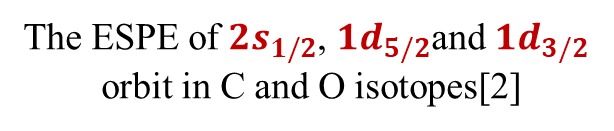 The ESPE of 2s1/2, 1d5/2and 1d3/2
orbit in C and O isotopes[2]